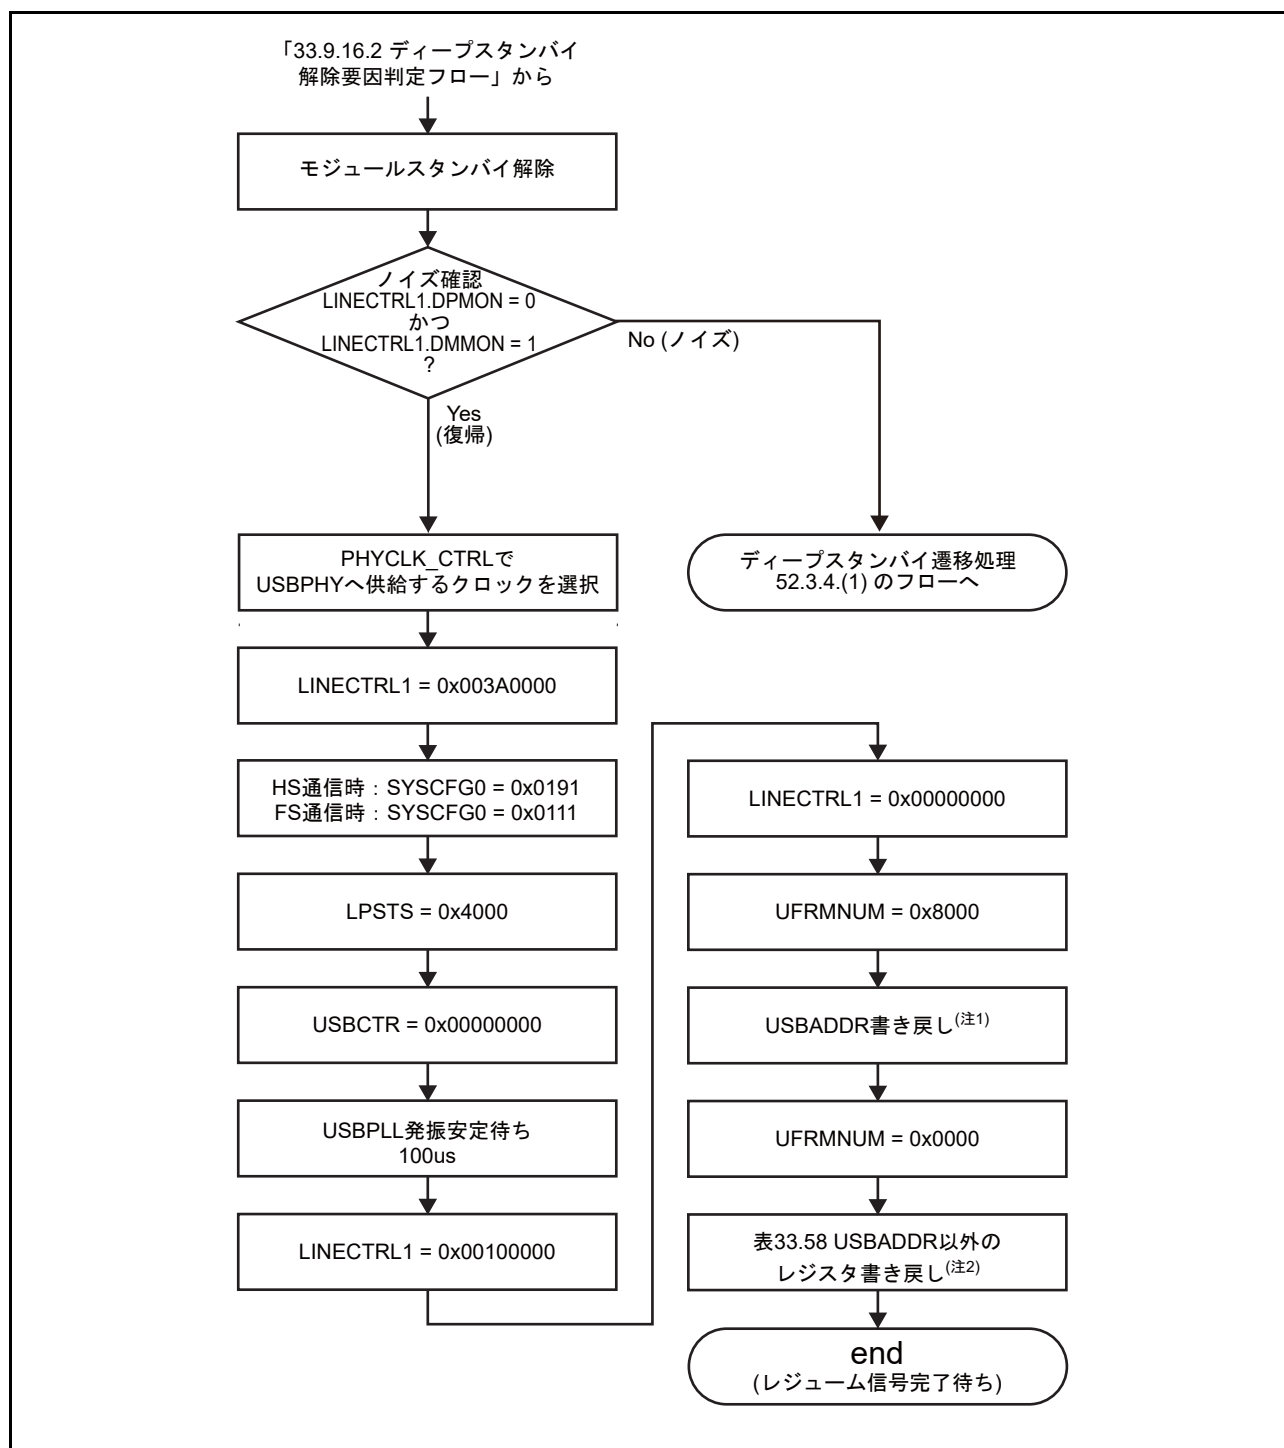 「33.9.16.2 ディープスタンバイ
解除要因判定フロー」から
モジュールスタンバイ解除
ノイズ確認
LINECTRL1.DPMON = 0
かつ
LINECTRL1.DMMON = 1
?
No (ノイズ)
Yes
(復帰)
PHYCLK_CTRLで
USBPHYへ供給するクロックを選択
ディープスタンバイ遷移処理
52.3.4.(1) のフローへ
LINECTRL1 = 0x003A0000
HS通信時：SYSCFG0 = 0x0191
FS通信時：SYSCFG0 = 0x0111
LPSTS = 0x4000
USBCTR = 0x00000000
USBPLL発振安定待ち
100us
LINECTRL1 = 0x00100000
LINECTRL1 = 0x00000000
UFRMNUM = 0x8000
USBADDR書き戻し(注1)
UFRMNUM = 0x0000
表33.58 USBADDR以外の
レジスタ書き戻し(注2)
end
(レジューム信号完了待ち)